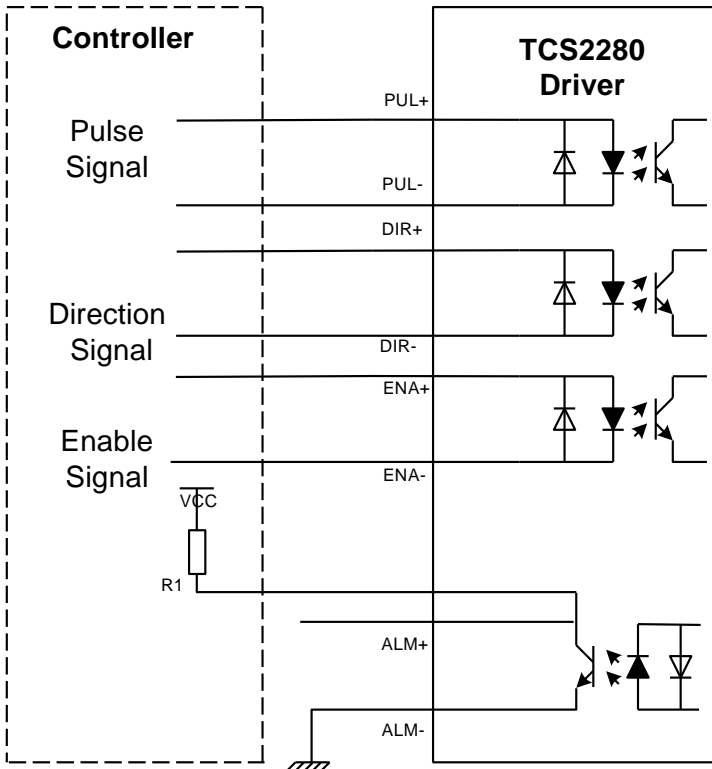 Controller
TCS2280
Driver
PUL+
Pulse
Signal
PUL-
DIR+
Direction
Signal
DIR-
ENA+
Enable
Signal
ENA-
VCC
R1
ALM+
ALM-